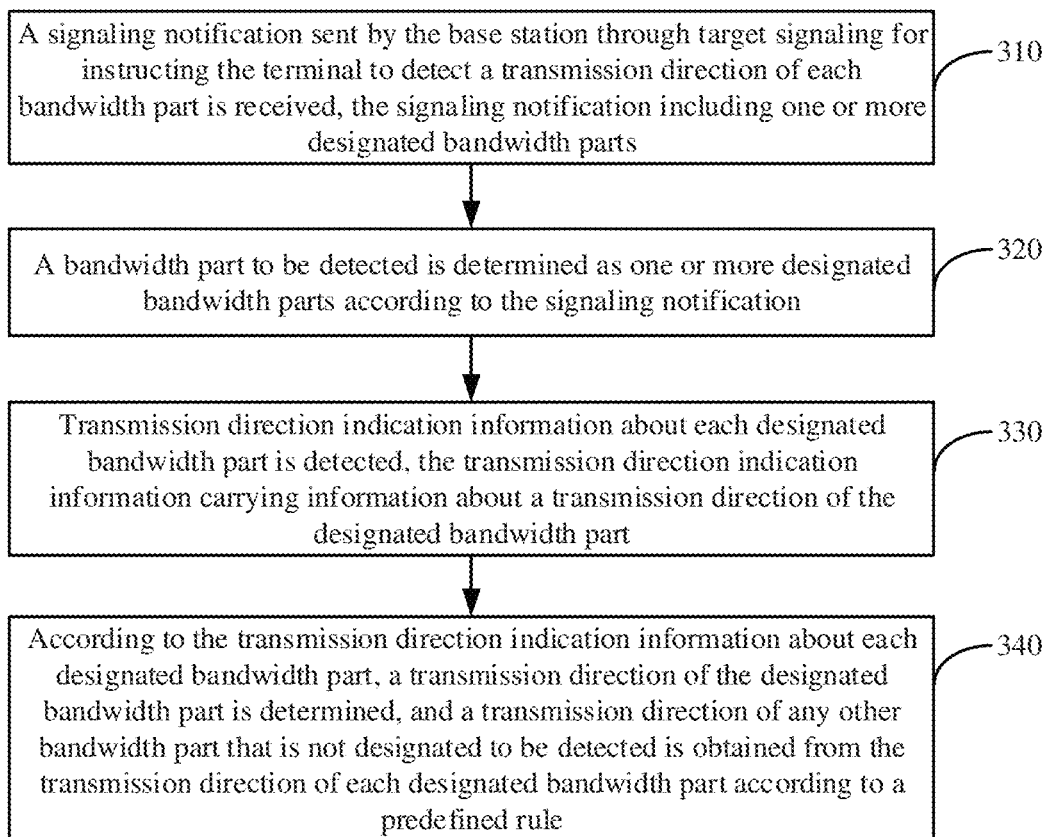 A signaling notification sent by the base station through target signaling for
instructing the terminal to detect a transmission direction of each
bandwidth part is received, the signaling notification including one or more
designated bandwidth parts
310
A bandwidth part to be detected is determined as one or more designated
bandwidth parts according to the signaling notification
320
Transmission direction indication information about each designated
bandwidth part is detected, the transmission direction indication
information carrying information about a transmission direction of the
designated bandwidth part
330
According to the transmission direction indication information about each
designated bandwidth part, a transmission direction of the designated
bandwidth part is determined, and a transmission direction of any other
bandwidth part that is not designated to be detected is obtained from the
transmission direction of each designated bandwidth part according to a
predefined rule
340